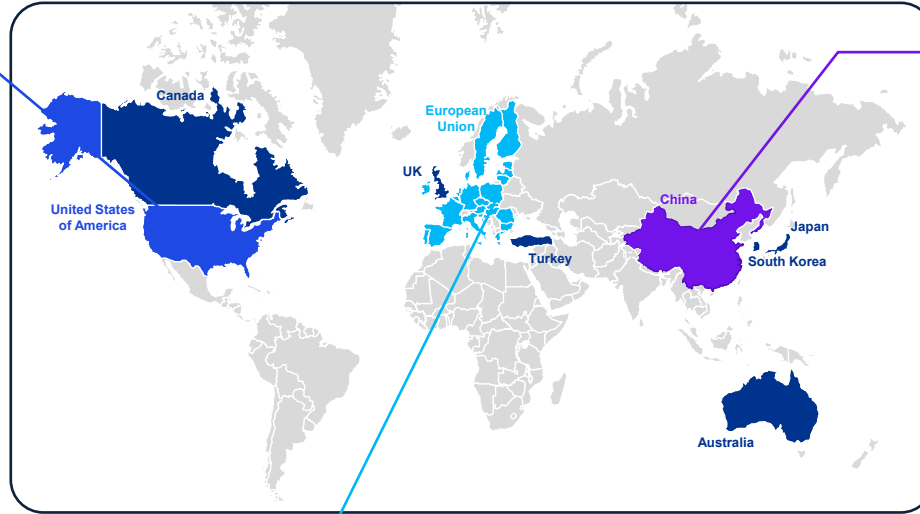 Canada
European
Union
UK
United States
of America
China
Japan
South Korea
Turkey
Australia